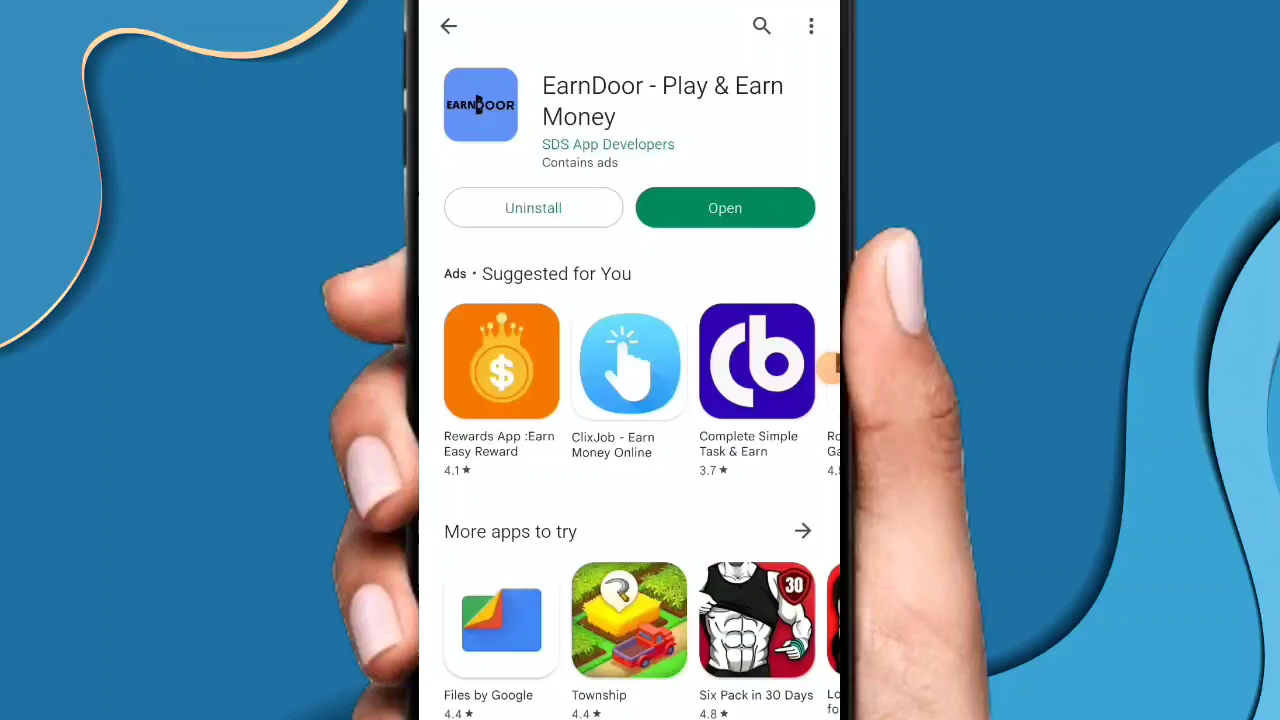 EarnDoor - Play & Earn
Money
EARNDOOR
SDS App Developers
Contains ads
Uninstall
Open
Ads • Suggested for You
$
cb
Rewards App :Earn
Easy Reward
4.1★
ClixJob - Earn
Money Online
Complete Simple
Task & Earn
3.7★
More apps to try
30
Files by Google
4.4★
Township
4.4★
Six Pack in 30 Days
4.8★